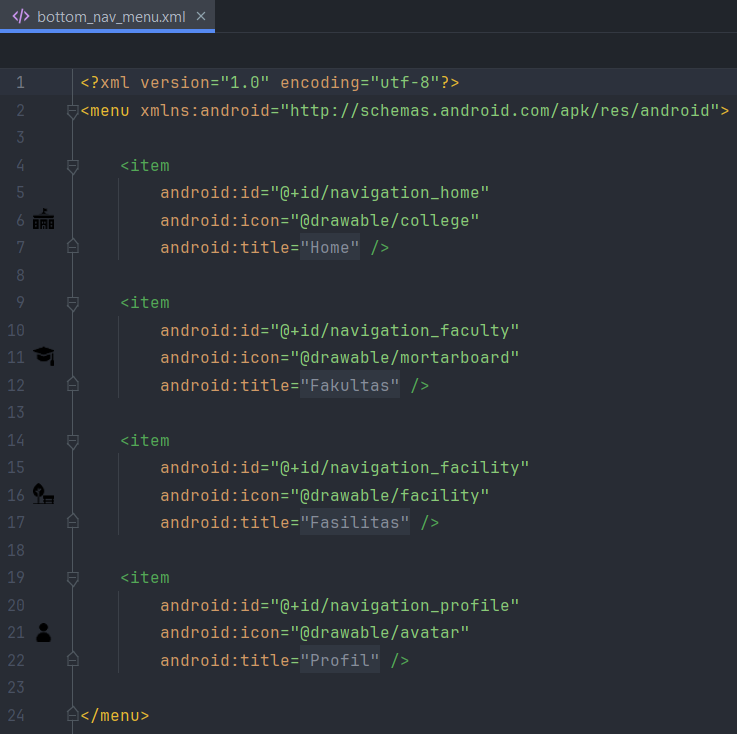 bottom_nav_menu.xml
1 <?xml version="1.0" encoding="utf-8"?>
2 <menu xmlns:android="http://schemas.android.com/apk/res/android">
3
4 <item
5 android:id="@+id/navigation_home"
6 android:icon="@drawable/college"
7 android:title="Home" />
8
9 <item
10 android:id="@+id/navigation_faculty"
11 android:icon="@drawable/mortarboard"
12 android:title="Fakultas" />
13
14 <item
15 android:id="@+id/navigation_facility"
16 android:icon="@drawable/facility"
17 android:title="Fasilitas" />
18
19 <item
20 android:id="@+id/navigation_profile"
21 android:icon="@drawable/avatar"
22 android:title="Profil" />
23
24 </menu>